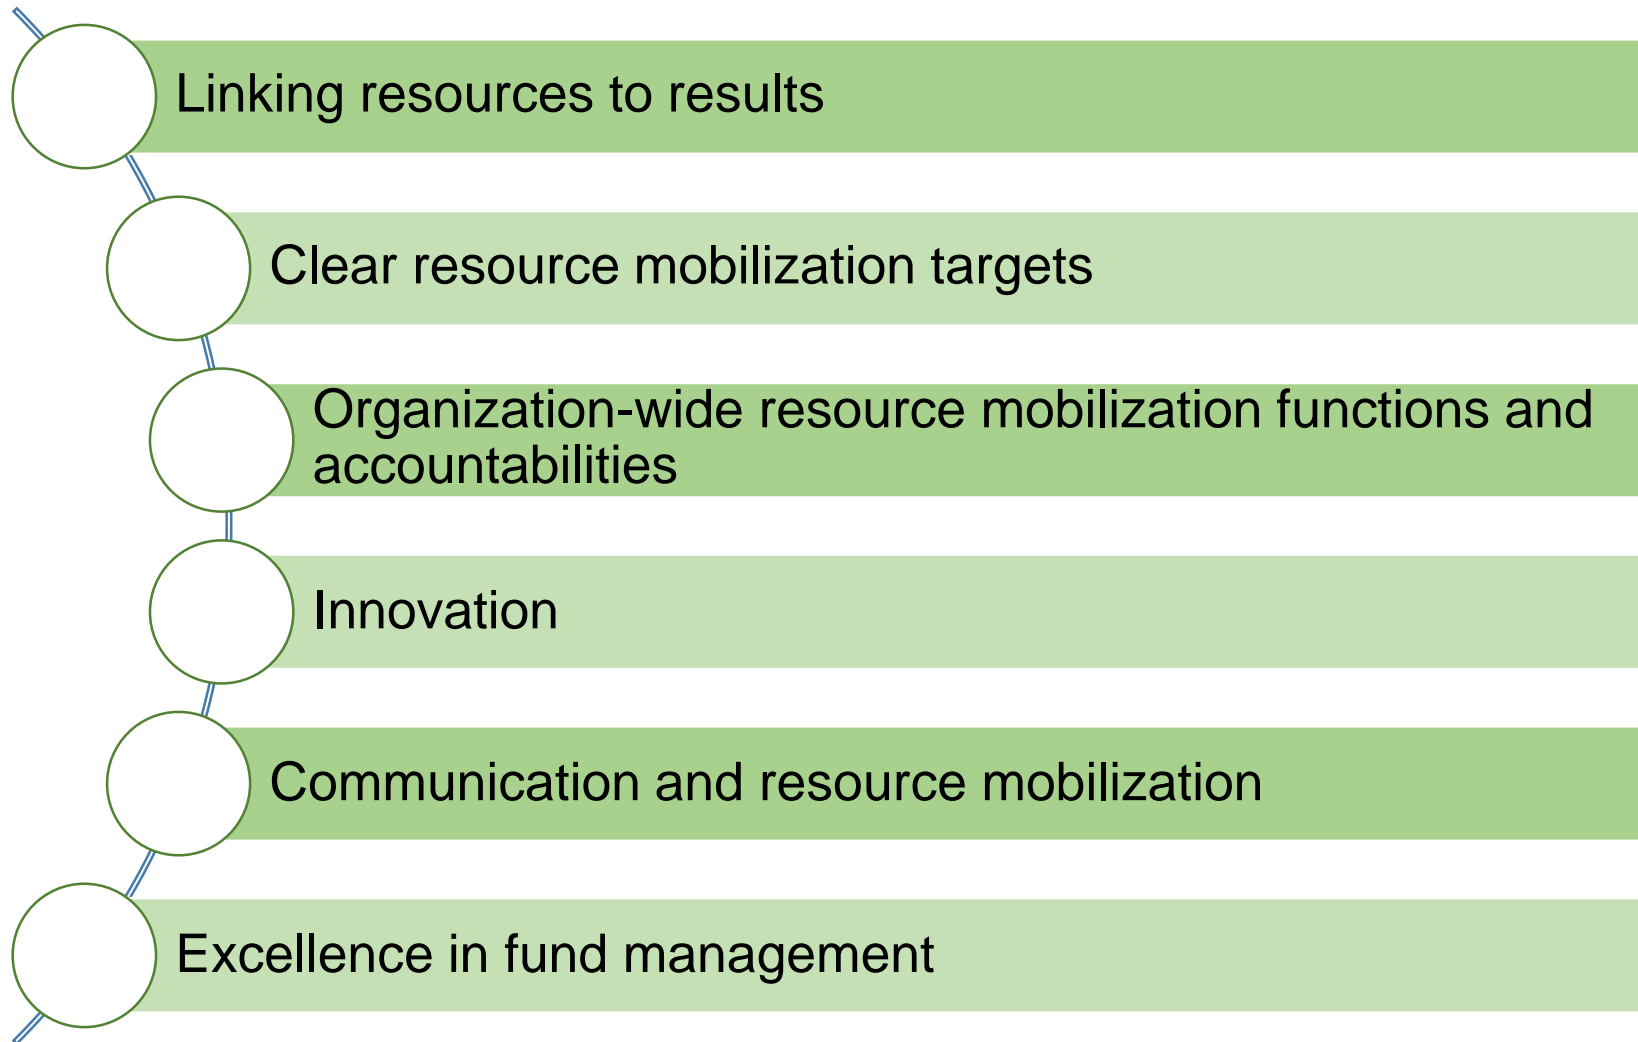 Linking resources to results
Clear resource mobilization targets
Organization-wide resource mobilization functions and
accountabilities
Innovation
Communication and resource mobilization
Excellence in fund management